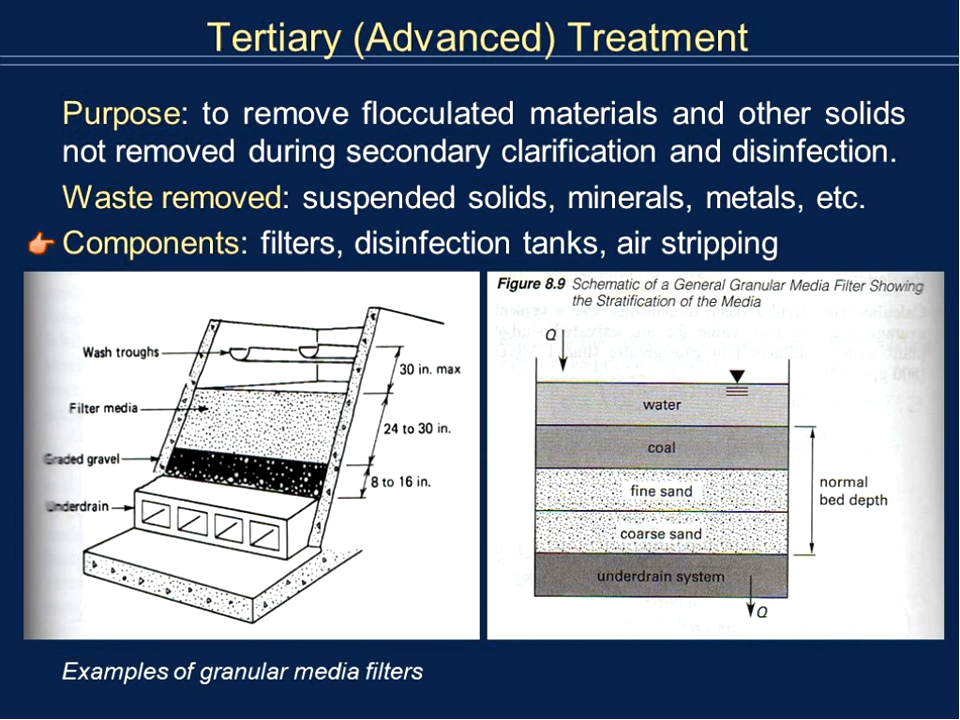 Tertiary (Advanced) Treatment
Purpose: to remove flocculated materials and other solids
not removed during secondary clarification and disinfection.
Waste removed: suspended solids, minerals, metals, etc.
Components: filters, disinfection tanks, air stripping
Wash troughs
Filter media
Graded gravel
Underdrain
30 in. max
24 to 30 in.
8 to 16 in.
Figure 8.9 Schematic of a General Granular Media Filter Showing
the Stratification of the Media
Q
water
coal
fine sand
coarse sand
underdrain system
normal
bed depth
Q
Examples of granular media filters